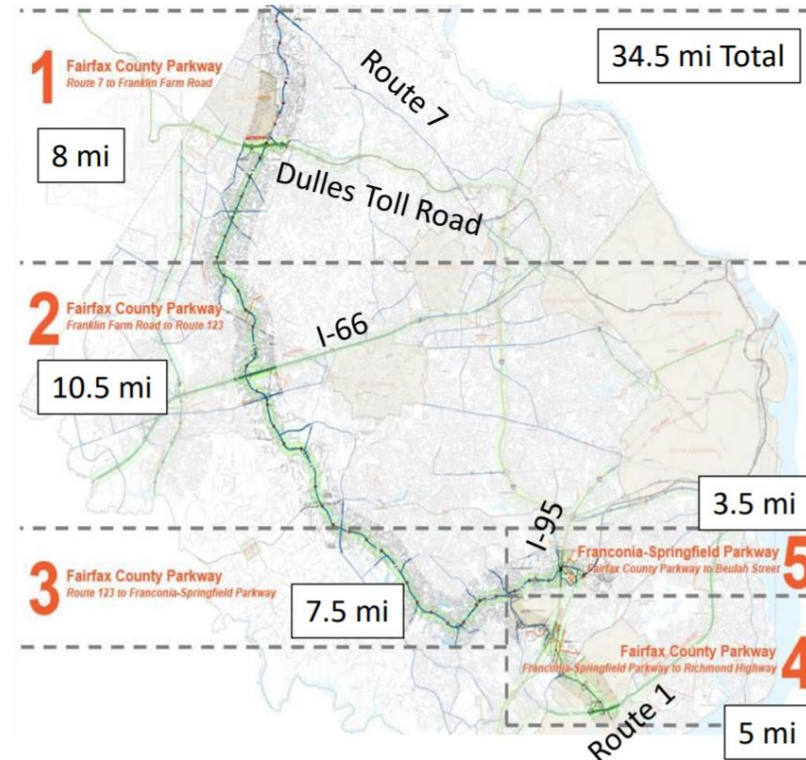 34.5 mi Total
1
Fairfax County Parkway
Route 7 to Franklin Farm Road
8 mi
Route 7
Dulles Toll Road
2
Fairfax County Parkway
Franklin Farm Road to Route 123
10.5 mi
I-66
3.5 mi
I-95
Franconia-Springfield Parkway
Fairfax County Parkway to Beulah Street
5
3
Fairfax County Parkway
Route 123 to Franconia-Springfield Parkway
7.5 mi
Fairfax County Parkway
Franconia-Springfield Parkway to Richmond Highway
4
Route 1
5 mi